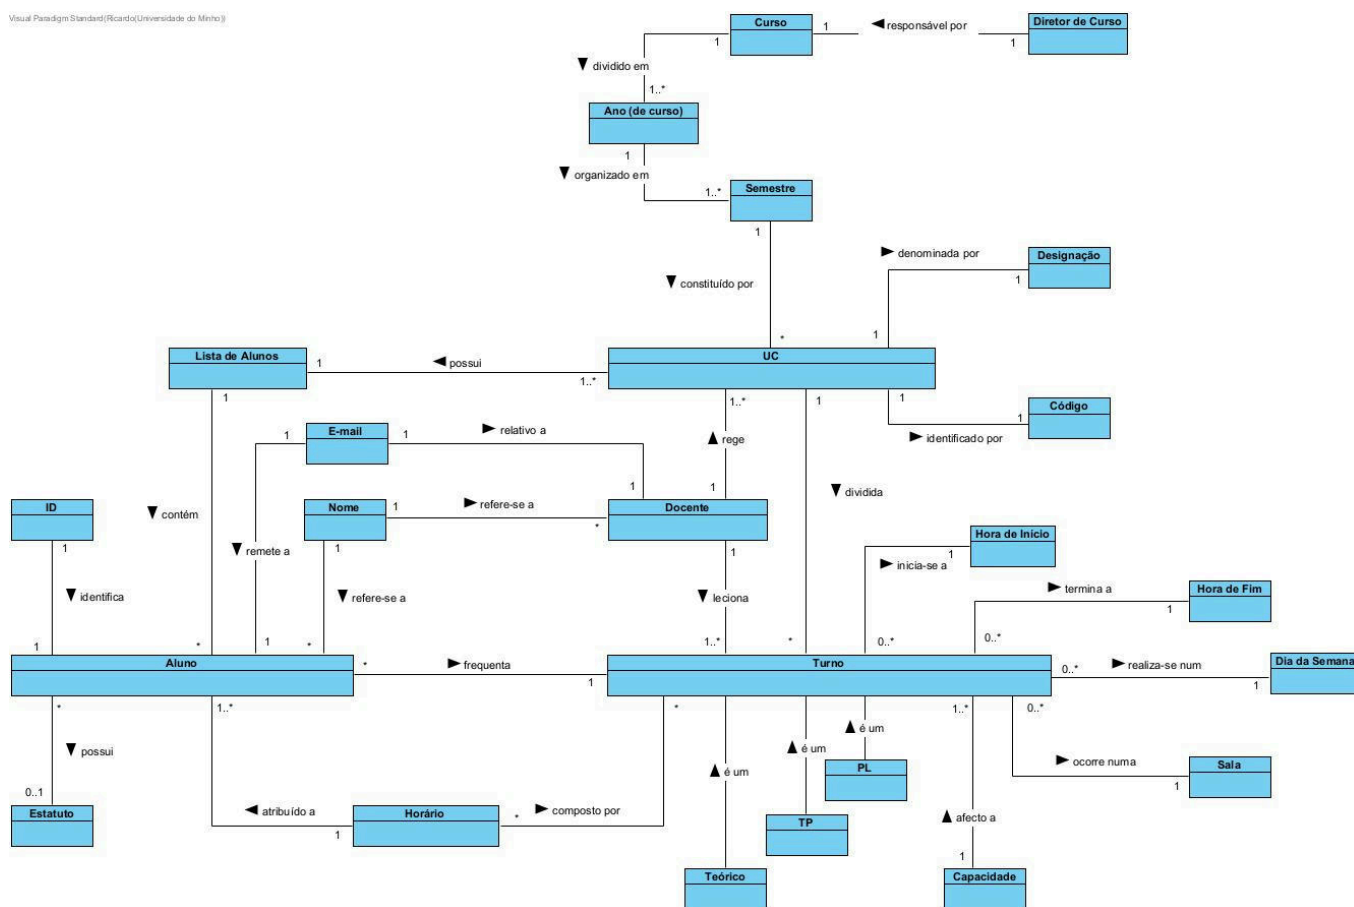 Visual Paradigm Standard(Ricardo(Universidade do Minho))
Curso
1
◄ responsável por
1
Diretor de Curso
1
▼ dividido em
1..*
Ano (de curso)
1
▼ organizado em
1..*
Semestre
1
► denominada por
Designação
1
▼ constituído por
*
1
Lista de Alunos
1
◄ possui
1..*
UC
1
1..*
1
1
Código
1
► identificado por
E-mail
1
1
► relativo a
▲ rege
1
1
▼ dividida
ID
1
▼ contém
Nome
1
► refere-se a
*
Docente
1
1
▼ remete a
▼ identifica
▼ refere-se a
▼ leciona
Hora de Início
1
► inicia-se a
► termina a
Hora de Fim
1
1
*
1
*
1..*
*
0..*
0..*
Aluno
*
► frequenta
1
Turno
0..*
► realiza-se num
1
Dia da Semana
*
1..*
*
1..*
0..*
▼ possui
▲ é um
▲ é um
▲ é um
PL
► ocorre numa
1
Sala
0..1
Estatuto
◄ atribuído a
1
Horário
*
► composto por
TP
▲ afecto a
1
Teórico
Capacidade